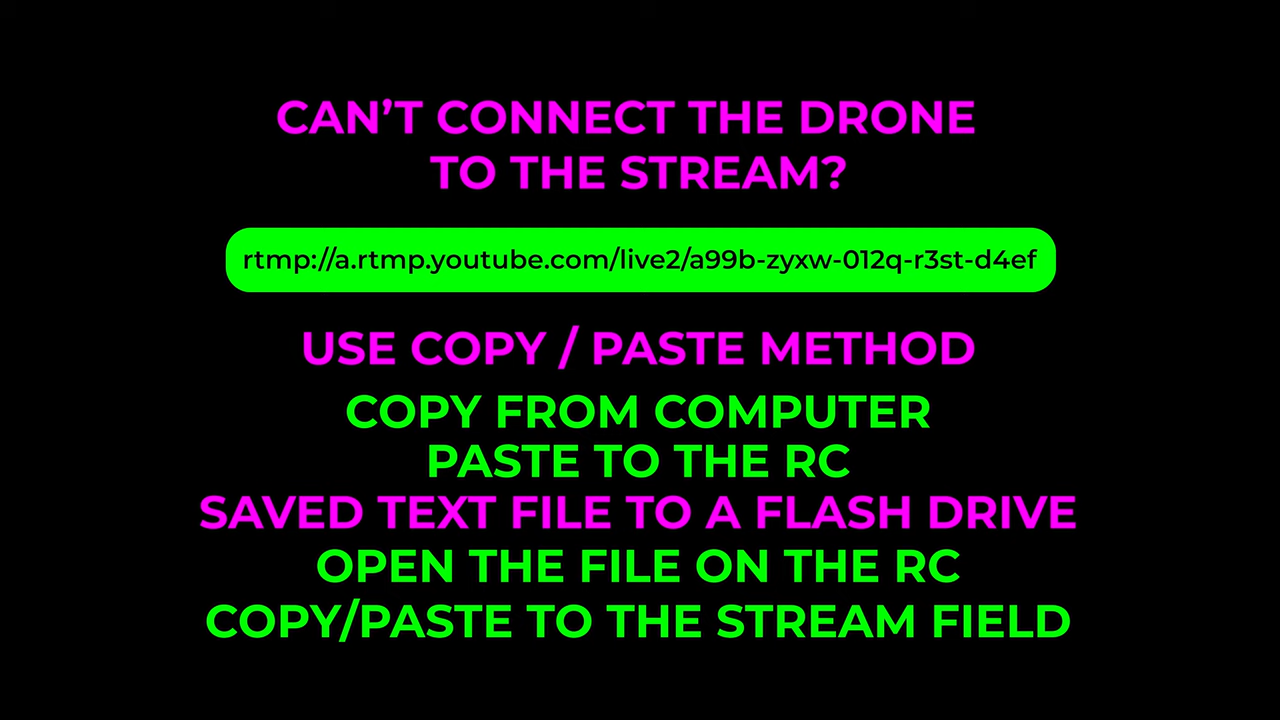 CAN’T CONNECT THE DRONE
TO THE STREAM?
rtmp://a.rtmp.youtube.com/live2/a99b-zyxw-012q-r3st-d4ef
USE COPY / PASTE METHOD
COPY FROM COMPUTER
PASTE TO THE RC
SAVED TEXT FILE TO A FLASH DRIVE
OPEN THE FILE ON THE RC
COPY/PASTE TO THE STREAM FIELD